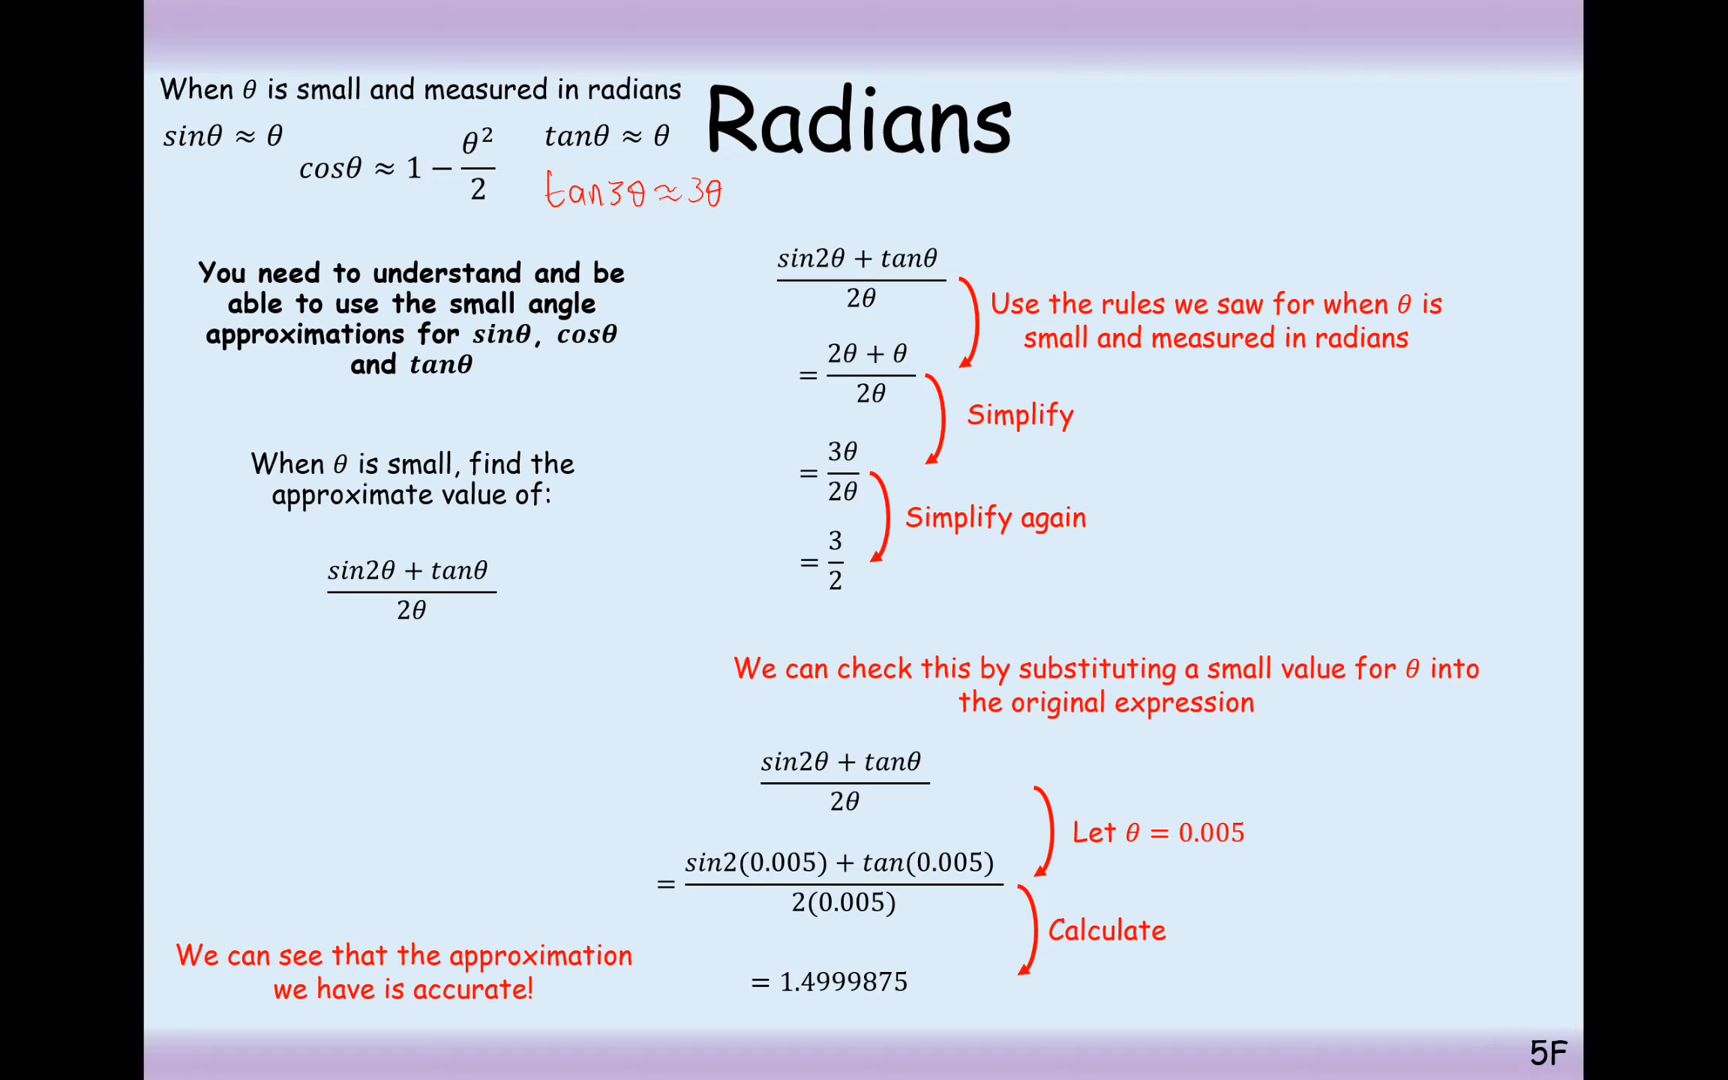 When θ is small and measured in radians
sinθ ≈ θ
cosθ ≈ 1 − θ²/2
tanθ ≈ θ
tan3θ ≈ 3θ
Radians
You need to understand and be
able to use the small angle
approximations for sinθ, cosθ
and tanθ
When θ is small, find the
approximate value of:
(sin2θ + tanθ)/2θ
(sin2θ + tanθ)/2θ
Use the rules we saw for when θ is
small and measured in radians
= (2θ + θ)/2θ
Simplify
= 3θ/2θ
Simplify again
= 3/2
We can check this by substituting a small value for θ into
the original expression
(sin2θ + tanθ)/2θ
Let θ = 0.005
= (sin2(0.005) + tan(0.005))/2(0.005)
Calculate
= 1.4999875
We can see that the approximation
we have is accurate!
5F